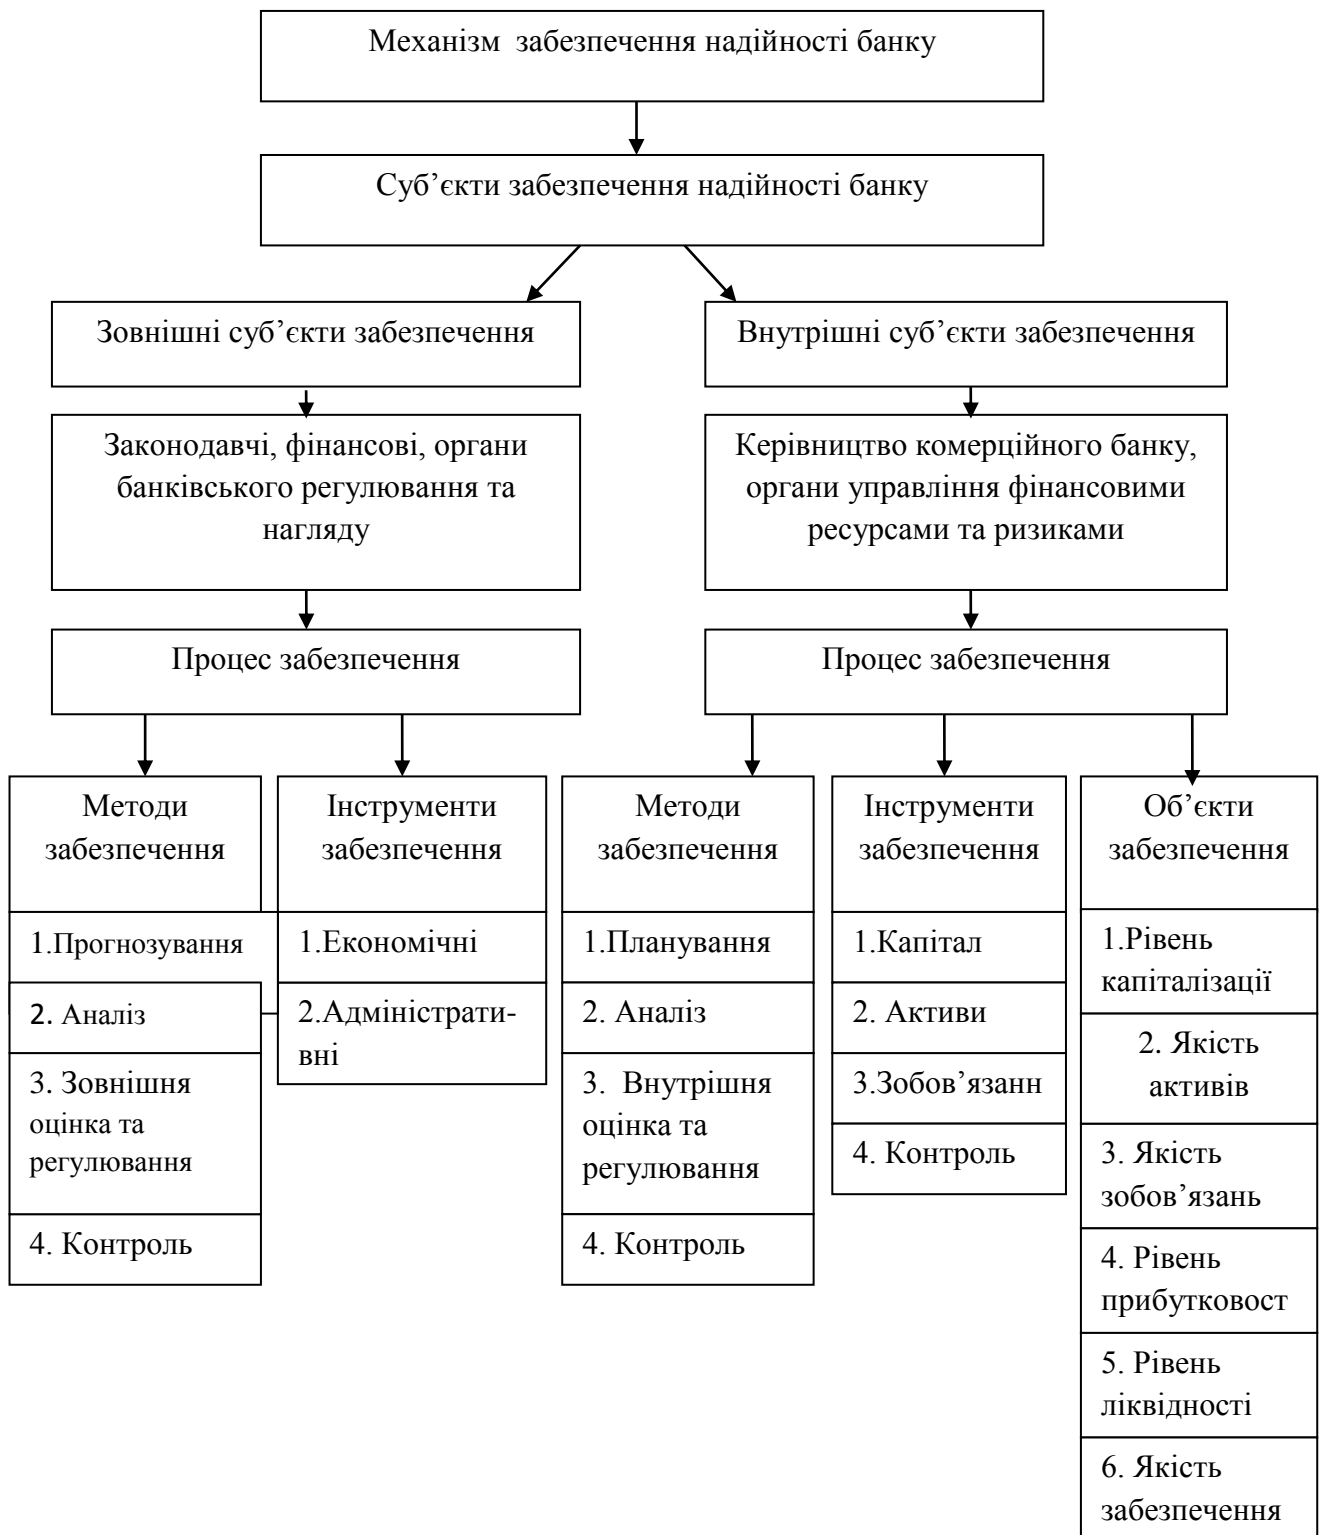 Механізм забезпечення надійності банку
Суб’єкти забезпечення надійності банку
Зовнішні суб’єкти забезпечення
Внутрішні суб’єкти забезпечення
Законодавчі, фінансові, органи
банківського регулювання та
нагляду
Керівництво комерційного банку,
органи управління фінансовими
ресурсами та ризиками
Процес забезпечення
Процес забезпечення
Методи
забезпечення
1.Прогнозування
2. Аналіз
3. Зовнішня
оцінка та
регулювання
4. Контроль
Інструменти
забезпечення
1.Економічні
2.Адміністрати-
вні
Методи
забезпечення
1.Планування
2. Аналіз
3. Внутрішня
оцінка та
регулювання
4. Контроль
Інструменти
забезпечення
1.Капітал
2. Активи
3.Зобов’язанн
4. Контроль
Об’єкти
забезпечення
1.Рівень
капіталізації
2. Якість
активів
3. Якість
зобов’язань
4. Рівень
прибутковост
5. Рівень
ліквідності
6. Якість
забезпечення